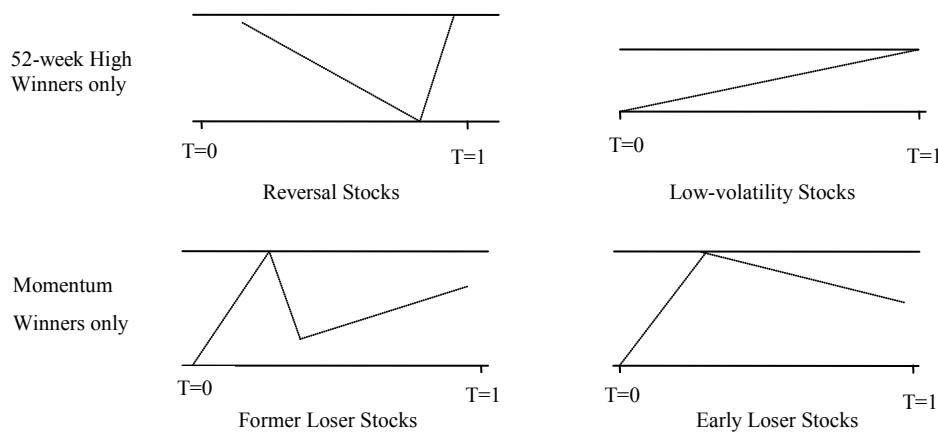 52-week High
Winners only
T=0
T=1
T=0
T=1
Reversal Stocks
Low-volatility Stocks
Momentum
Winners only
T=0
T=1
T=0
T=1
Former Loser Stocks
Early Loser Stocks